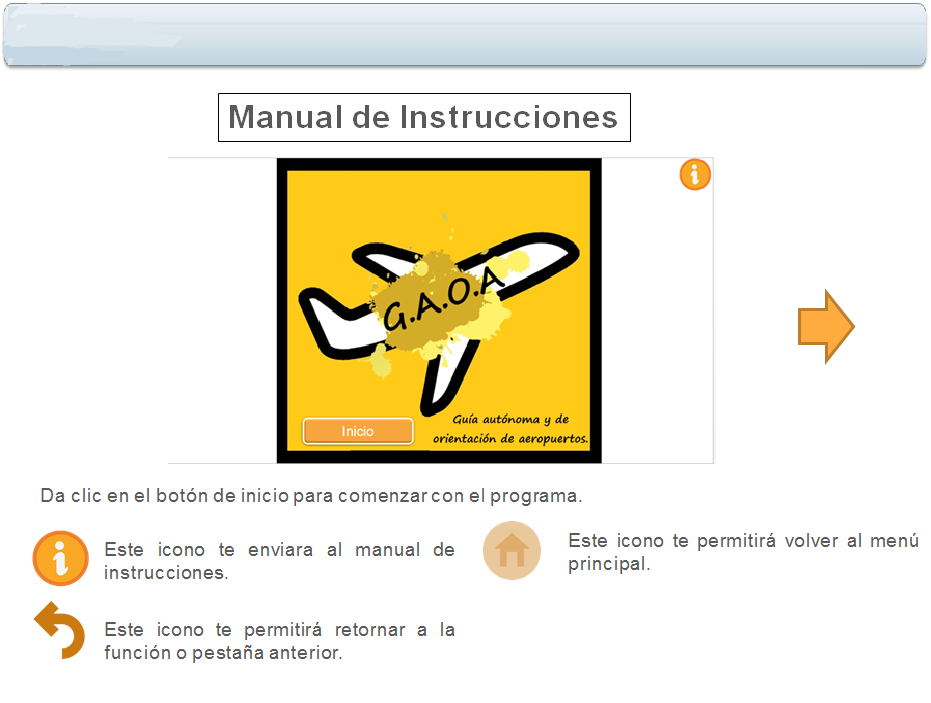 Manual de Instrucciones
G.A.O.A
Guía autónoma y de
orientación de aeropuertos.
Inicio
Da clic en el botón de inicio para comenzar con el programa.
Este icono te enviara al manual de
instrucciones.
Este icono te permitirá volver al menú
principal.
Este icono te permitirá retornar a la
función o pestaña anterior.